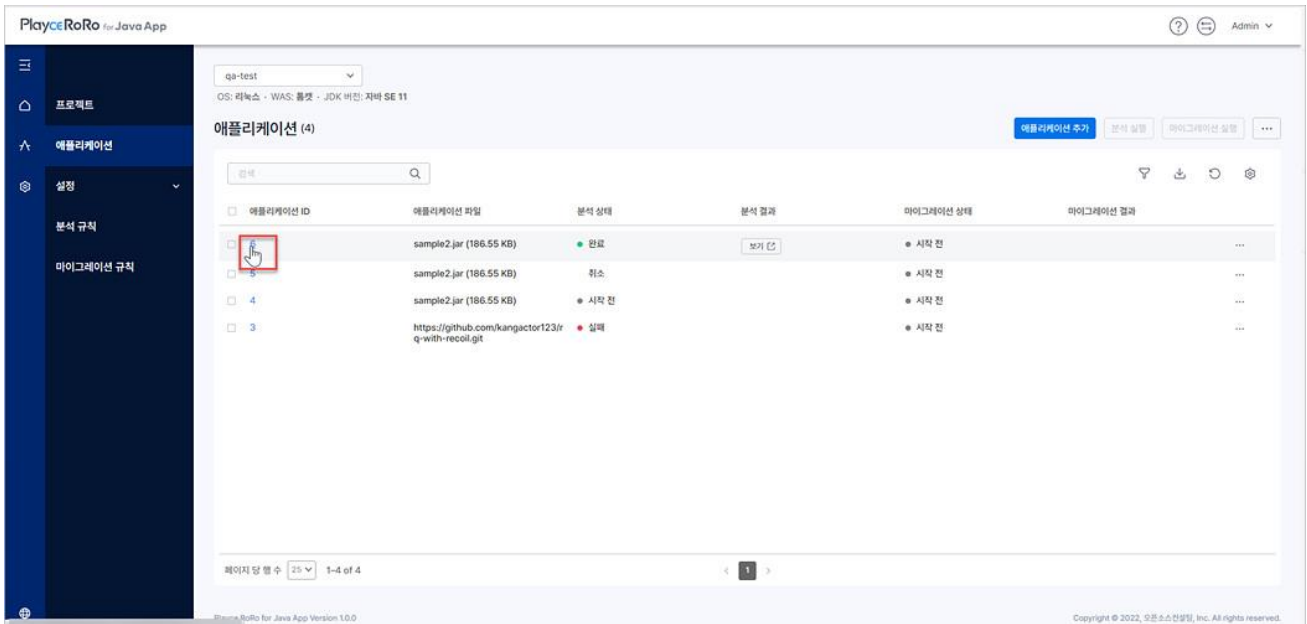 PlayceRoRo for Java App
Admin
qa-test
OS: 리눅스 · WAS: 톰캣 · JDK 버전: 자바 SE 11
프로젝트
애플리케이션
설정
분석 규칙
마이그레이션 규칙
애플리케이션 (4)
애플리케이션 추가 분석 실행 마이그레이션 실행 ...
검색
애플리케이션 ID 애플리케이션 파일 분석 상태 분석 결과 마이그레이션 상태 마이그레이션 결과
sample2.jar (186.55 KB) 완료 보기 시작 전 ...
5 sample2.jar (186.55 KB) 취소 시작 전 ...
4 sample2.jar (186.55 KB) 시작 전 시작 전 ...
3 https://github.com/kangactor123/r 실패 시작 전 ...
q-with-recoil.git
페이지 당 행 수 25 1-4 of 4 < 1 >
Playce RoRo for Java App Version 1.0.0
Copyright © 2022, 오픈소스컨설팅, Inc. All rights reserved.